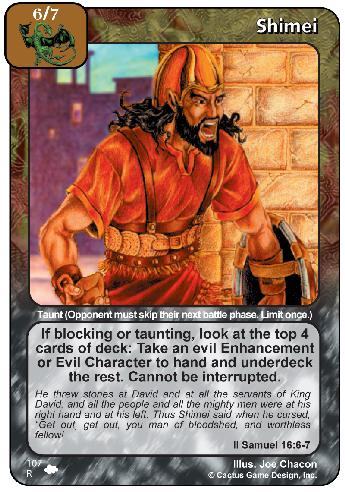 6/7
Shimei
Taunt (Opponent must skip their next battle phase. Limit once.)
If blocking or taunting, look at the top 4
cards of deck: Take an evil Enhancement
or Evil Character to hand and underdeck
the rest. Cannot be interrupted.
He threw stones at David and at all the servants of King
David, and all the people and all the mighty men were at his
right hand and at his left. Thus Shimei said when he cursed,
"Get out, get out, you man of bloodshed, and worthless
fellow!
II Samuel 16:6-7
107
R
Illus. Joe Chacon
© Cactus Game Design, Inc.